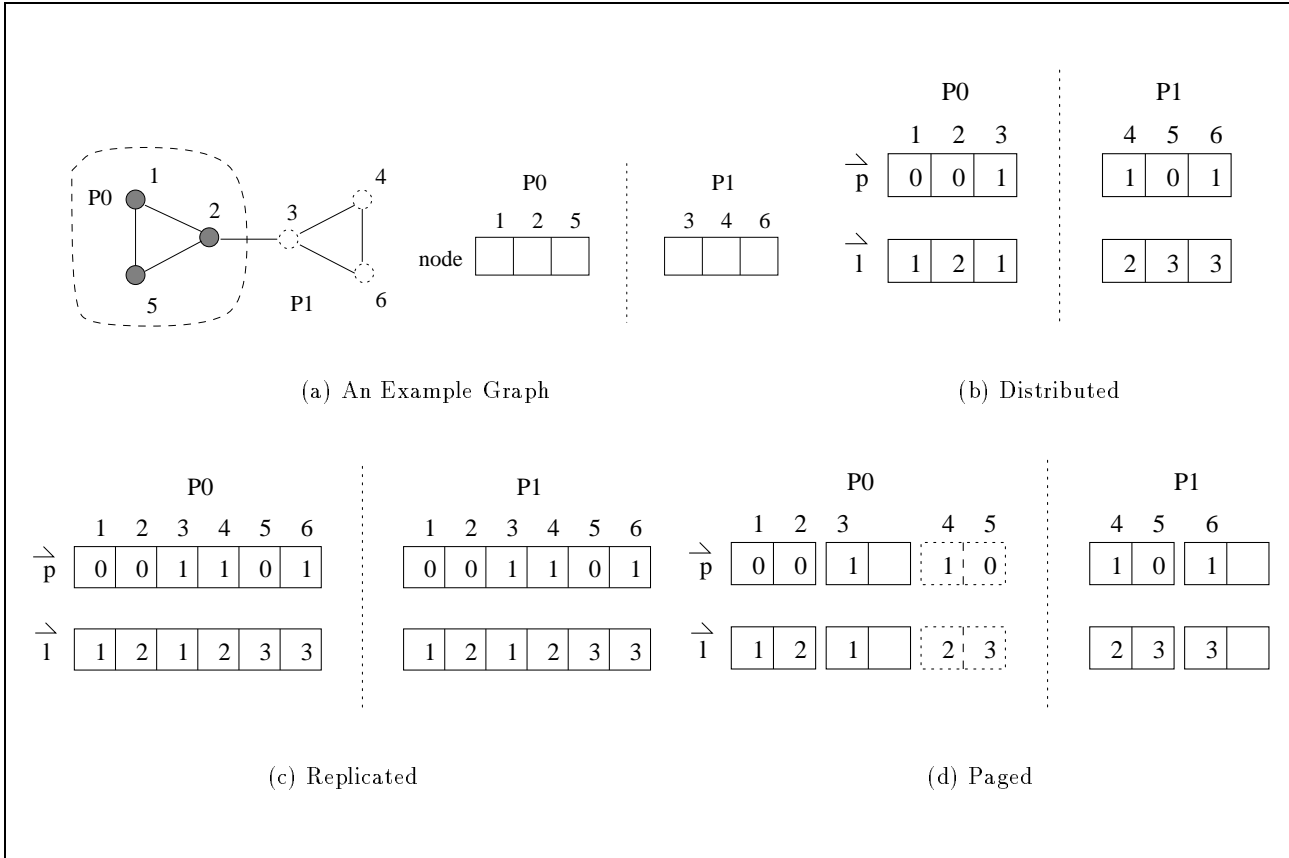 P0
1
2
5
3
4
6
P1
P0
P1
1 2 5
3 4 6
node
(a) An Example Graph
P0
P1
1 2 3
4 5 6
p
0 0 1
1 0 1
l
1 2 1
2 3 3
(b) Distributed
P0
P1
1 2 3 4 5 6
1 2 3 4 5 6
p
0 0 1 1 0 1
0 0 1 1 0 1
l
1 2 1 2 3 3
1 2 1 2 3 3
(c) Replicated
P0
P1
1 2 3 4 5
4 5 6
p
0 0 1 1 0
1 0 1
l
1 2 1 2 3
2 3 3
(d) Paged